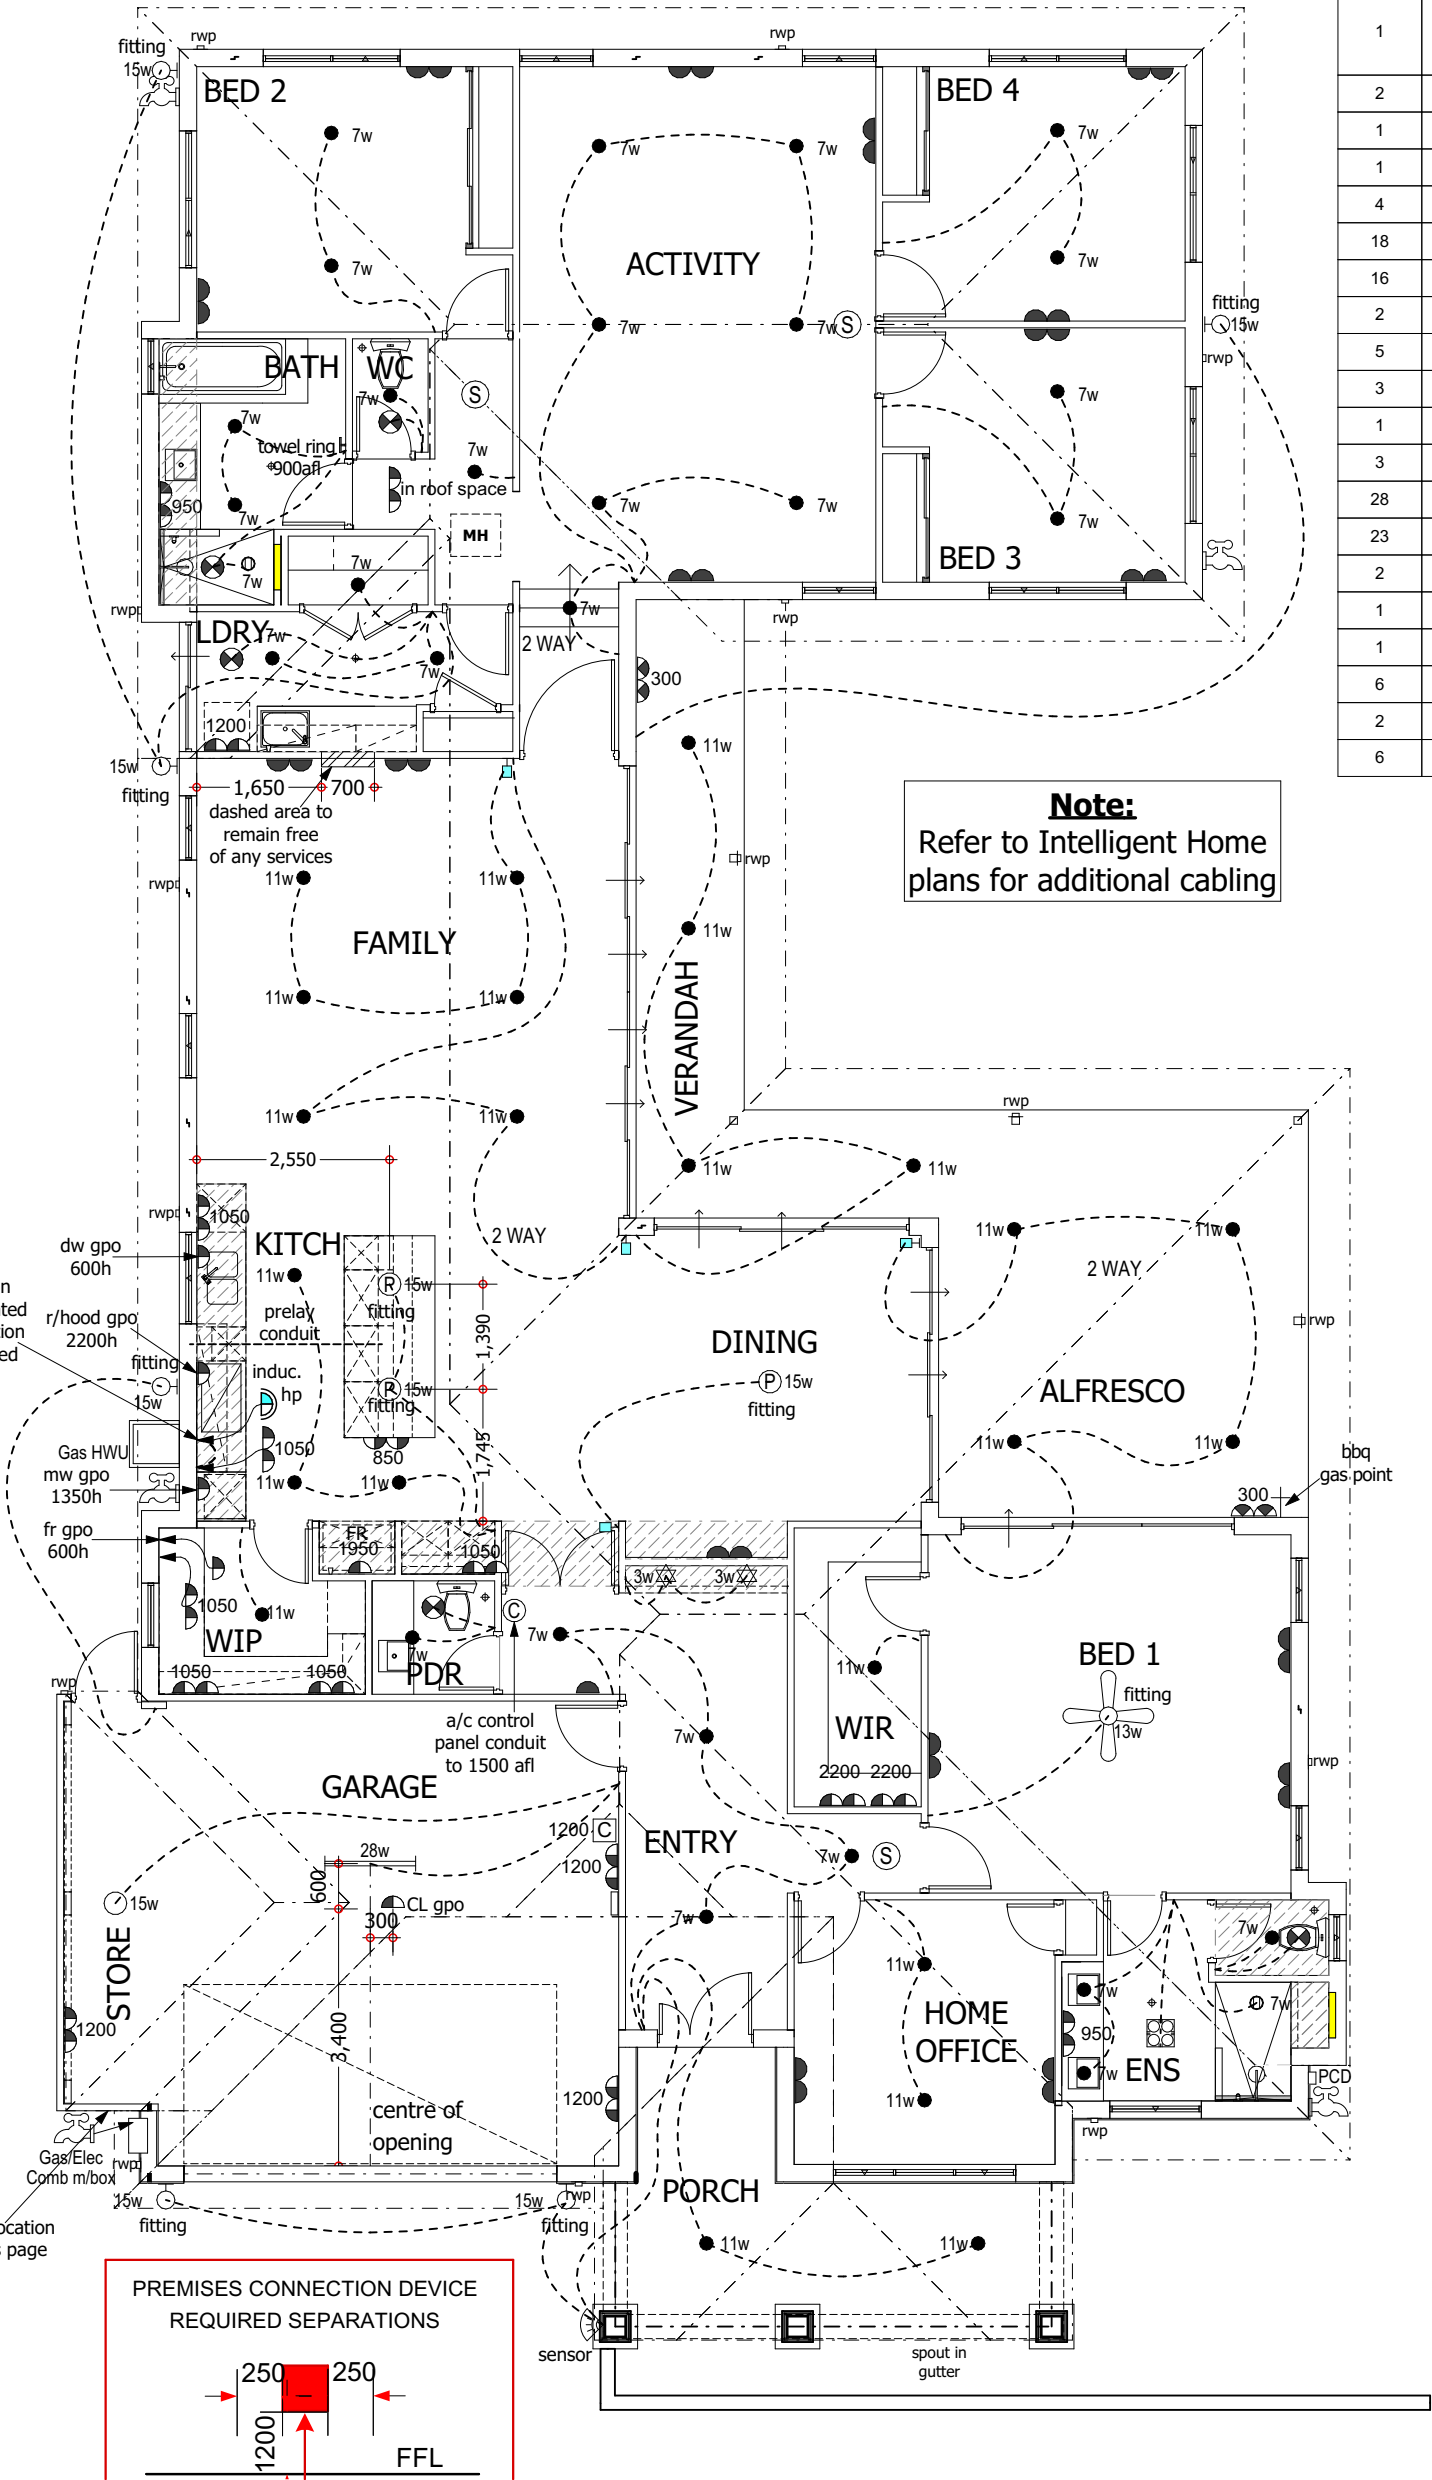 rwp
rwp
fitting
15w
BED 2
BED 4
1
2
1
1
4
18
16
2
5
3
1
3
28
23
2
1
1
6
2
6
7w
7w
7w
7w
7w
7w
ACTIVITY
7w
7w
7w
S
fitting
15w
rwp
BATH
WC
S
7w
7w
7w
towel ring
900afl
7w
in roof space
950
7w
7w
7w
7w
MH
BED 3
7w
7w
rwp
7w
rwp
LDRY
7w
2 WAY
7w
300
1200
11w
15w
fitting
1,650
700
dashed area to
remain free
of any services
Note:
Refer to Intelligent Home
plans for additional cabling
rwp
rwp
11w
11w
11w
FAMILY
11w
11w
VERANDAH
11w
11w
rwp
2,550
11w
11w
rwp
1050
KITCH
2 WAY
11w
11w
dw gpo
600h
11w
R
15w
fitting
2 WAY
r/hood gpo
2200h
prelay
conduit
1,390
DINING
rwp
fitting
15w
induc.
hp
R
15w
fitting
P
15w
fitting
ALFRESCO
Gas HWU
1050
850
1,745
11w
11w
bbq
gas point
mw gpo
1350h
11w
11w
300
fr gpo
600h
FR
1950
1050
3w
3w
1050
11w
WIP
C
7w
7w
PDR
1050
1050
11w
BED 1
fitting
13w
rwp
a/c control
panel conduit
to 1500 afl
7w
WIR
rwp
GARAGE
2200
2200
1200
C
ENTRY
28w
1200
7w
S
600
15w
CL gpo
300
7w
7w
STORE
11w
7w
7w
HOME
OFFICE
950
1200
3,400
7w
ENS
PCD
1200
11w
centre of
opening
rwp
Gas/Elec
Comb m/box
rwp
PORCH
15w
fitting
15w
rwp
fitting
ocation
page
11w
11w
PREMISES CONNECTION DEVICE
REQUIRED SEPARATIONS
sensor
spout in
gutter
250
250
1200
FFL